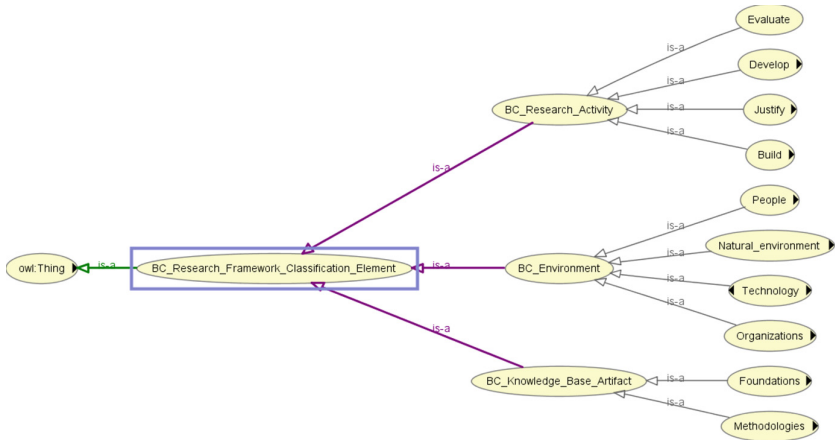 Evaluate
is-a
Develop
is-a
BC_Research_Activity
is-a
Justify
is-a
Build
is-a
People
is-a
Natural_environment
owl:Thing
is-a
BC_Research_Framework_Classification_Element
is-a
BC_Environment
is-a
Technology
is-a
Organizations
is-a
is-a
BC_Knowledge_Base_Artifact
is-a
Foundations
is-a
Methodologies